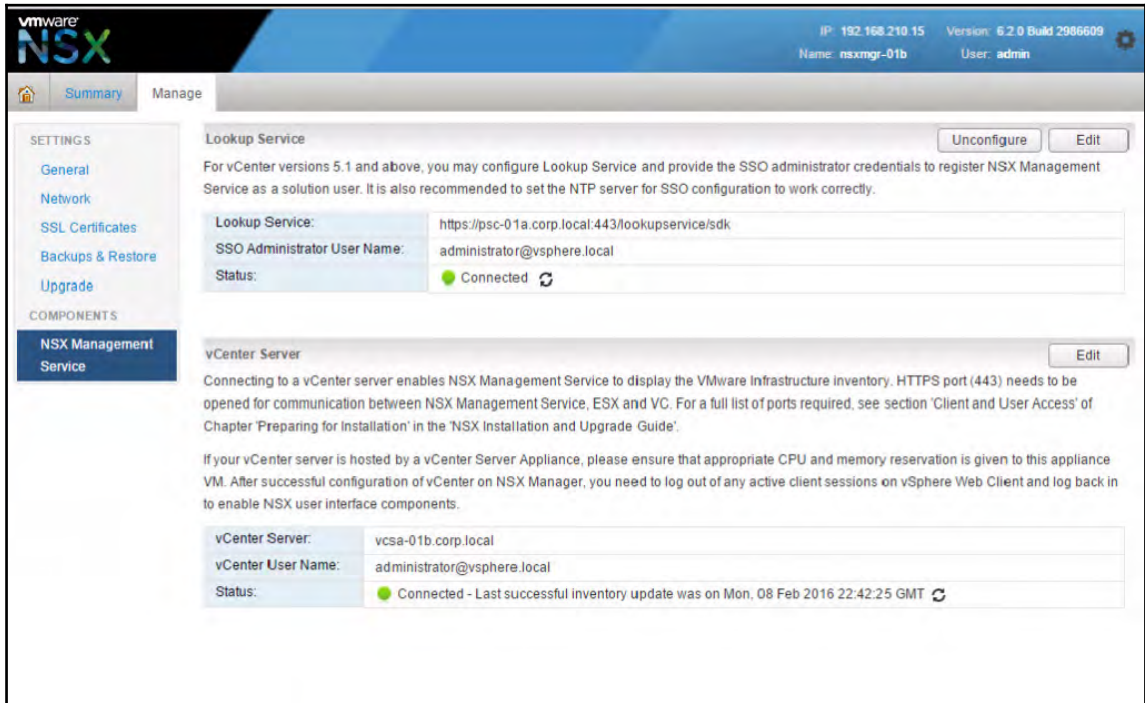 vmware
NSX
IP: 192.168.210.15 Version: 6.2.0 Build 2986609
Name: nsxmgr-01b User: admin
Summary Manage
SETTINGS
General
Network
SSL Certificates
Backups & Restore
Upgrade
COMPONENTS
NSX Management
Service
Lookup Service Unconfigure Edit
For vCenter versions 5.1 and above, you may configure Lookup Service and provide the SSO administrator credentials to register NSX Management
Service as a solution user. It is also recommended to set the NTP server for SSO configuration to work correctly.
Lookup Service: https://psc-01a.corp.local:443/lookupservice/sdk
SSO Administrator User Name: administrator@vsphere.local
Status: Connected
vCenter Server Edit
Connecting to a vCenter server enables NSX Management Service to display the VMware Infrastructure inventory. HTTPS port (443) needs to be
opened for communication between NSX Management Service, ESX and VC. For a full list of ports required, see section 'Client and User Access' of
Chapter 'Preparing for Installation' in the 'NSX Installation and Upgrade Guide'.
If your vCenter server is hosted by a vCenter Server Appliance, please ensure that appropriate CPU and memory reservation is given to this appliance
VM. After successful configuration of vCenter on NSX Manager, you need to log out of any active client sessions on vSphere Web Client and log back in
to enable NSX user interface components.
vCenter Server: vcsa-01b.corp.local
vCenter User Name: administrator@vsphere.local
Status: Connected - Last successful inventory update was on Mon, 08 Feb 2016 22:42:25 GMT